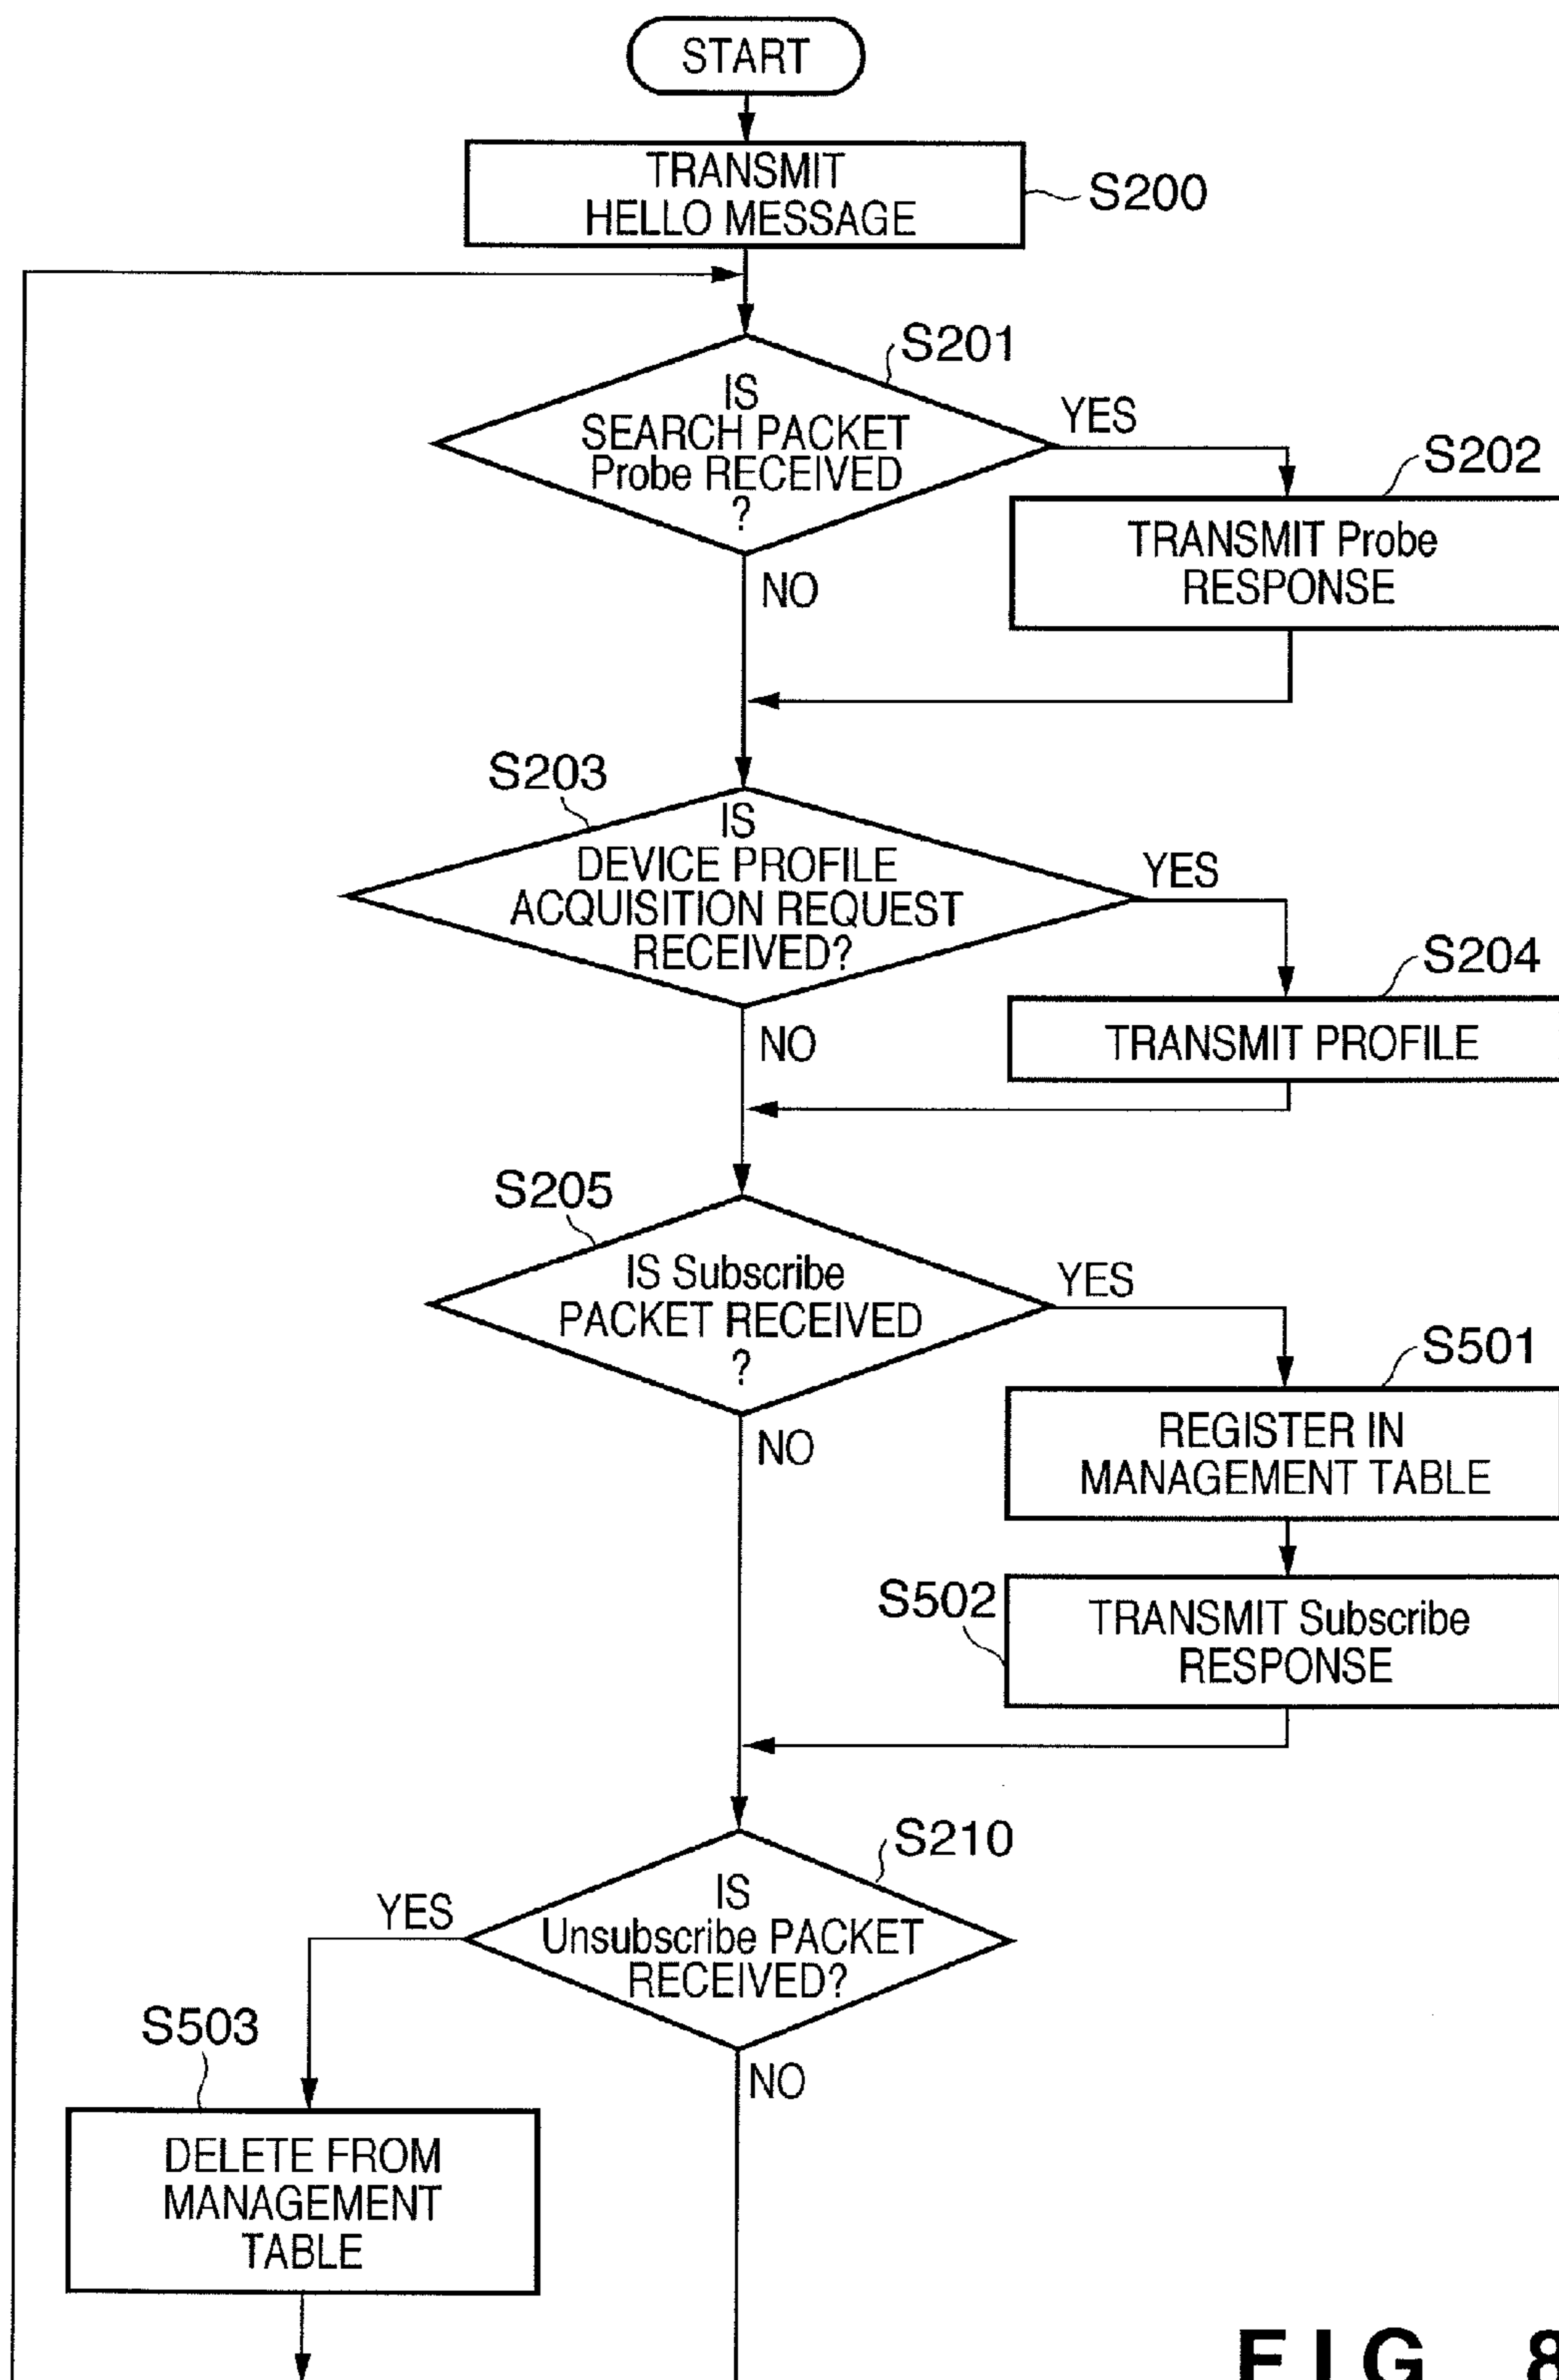 START
TRANSMIT
HELLO MESSAGE
S200
S201
IS
SEARCH PACKET
Probe RECEIVED
?
YES
S202
TRANSMIT Probe
RESPONSE
NO
S203
IS
DEVICE PROFILE
ACQUISITION REQUEST
RECEIVED?
YES
S204
TRANSMIT PROFILE
NO
S205
IS Subscribe
PACKET RECEIVED
?
YES
S501
REGISTER IN
MANAGEMENT TABLE
NO
S502
TRANSMIT Subscribe
RESPONSE
S210
IS
Unsubscribe PACKET
RECEIVED?
YES
S503
NO
DELETE FROM
MANAGEMENT
TABLE
FIG. 8